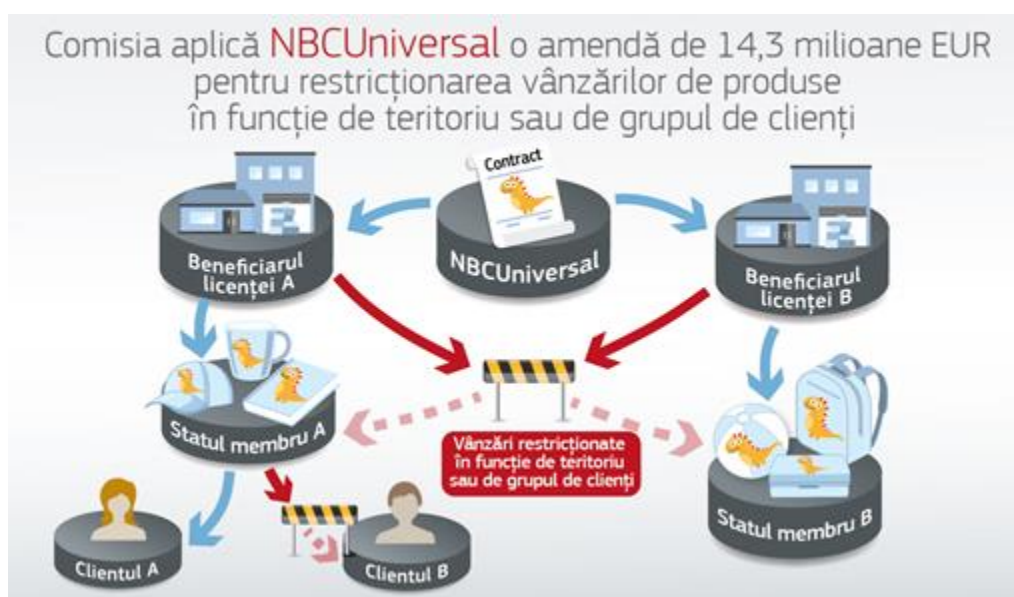 Comisia aplică NBCUniversal o amendă de 14,3 milioane EUR
pentru restricționarea vânzărilor de produse
în funcție de teritoriu sau de grupul de clienți
Contract
Beneficiarul
licenței A
NBCUniversal
Beneficiarul
licenței B
Statul membru A
Vânzări restricționate
în funcție de teritoriu
sau de grupul de clienți
Statul membru B
Clientul A
Clientul B